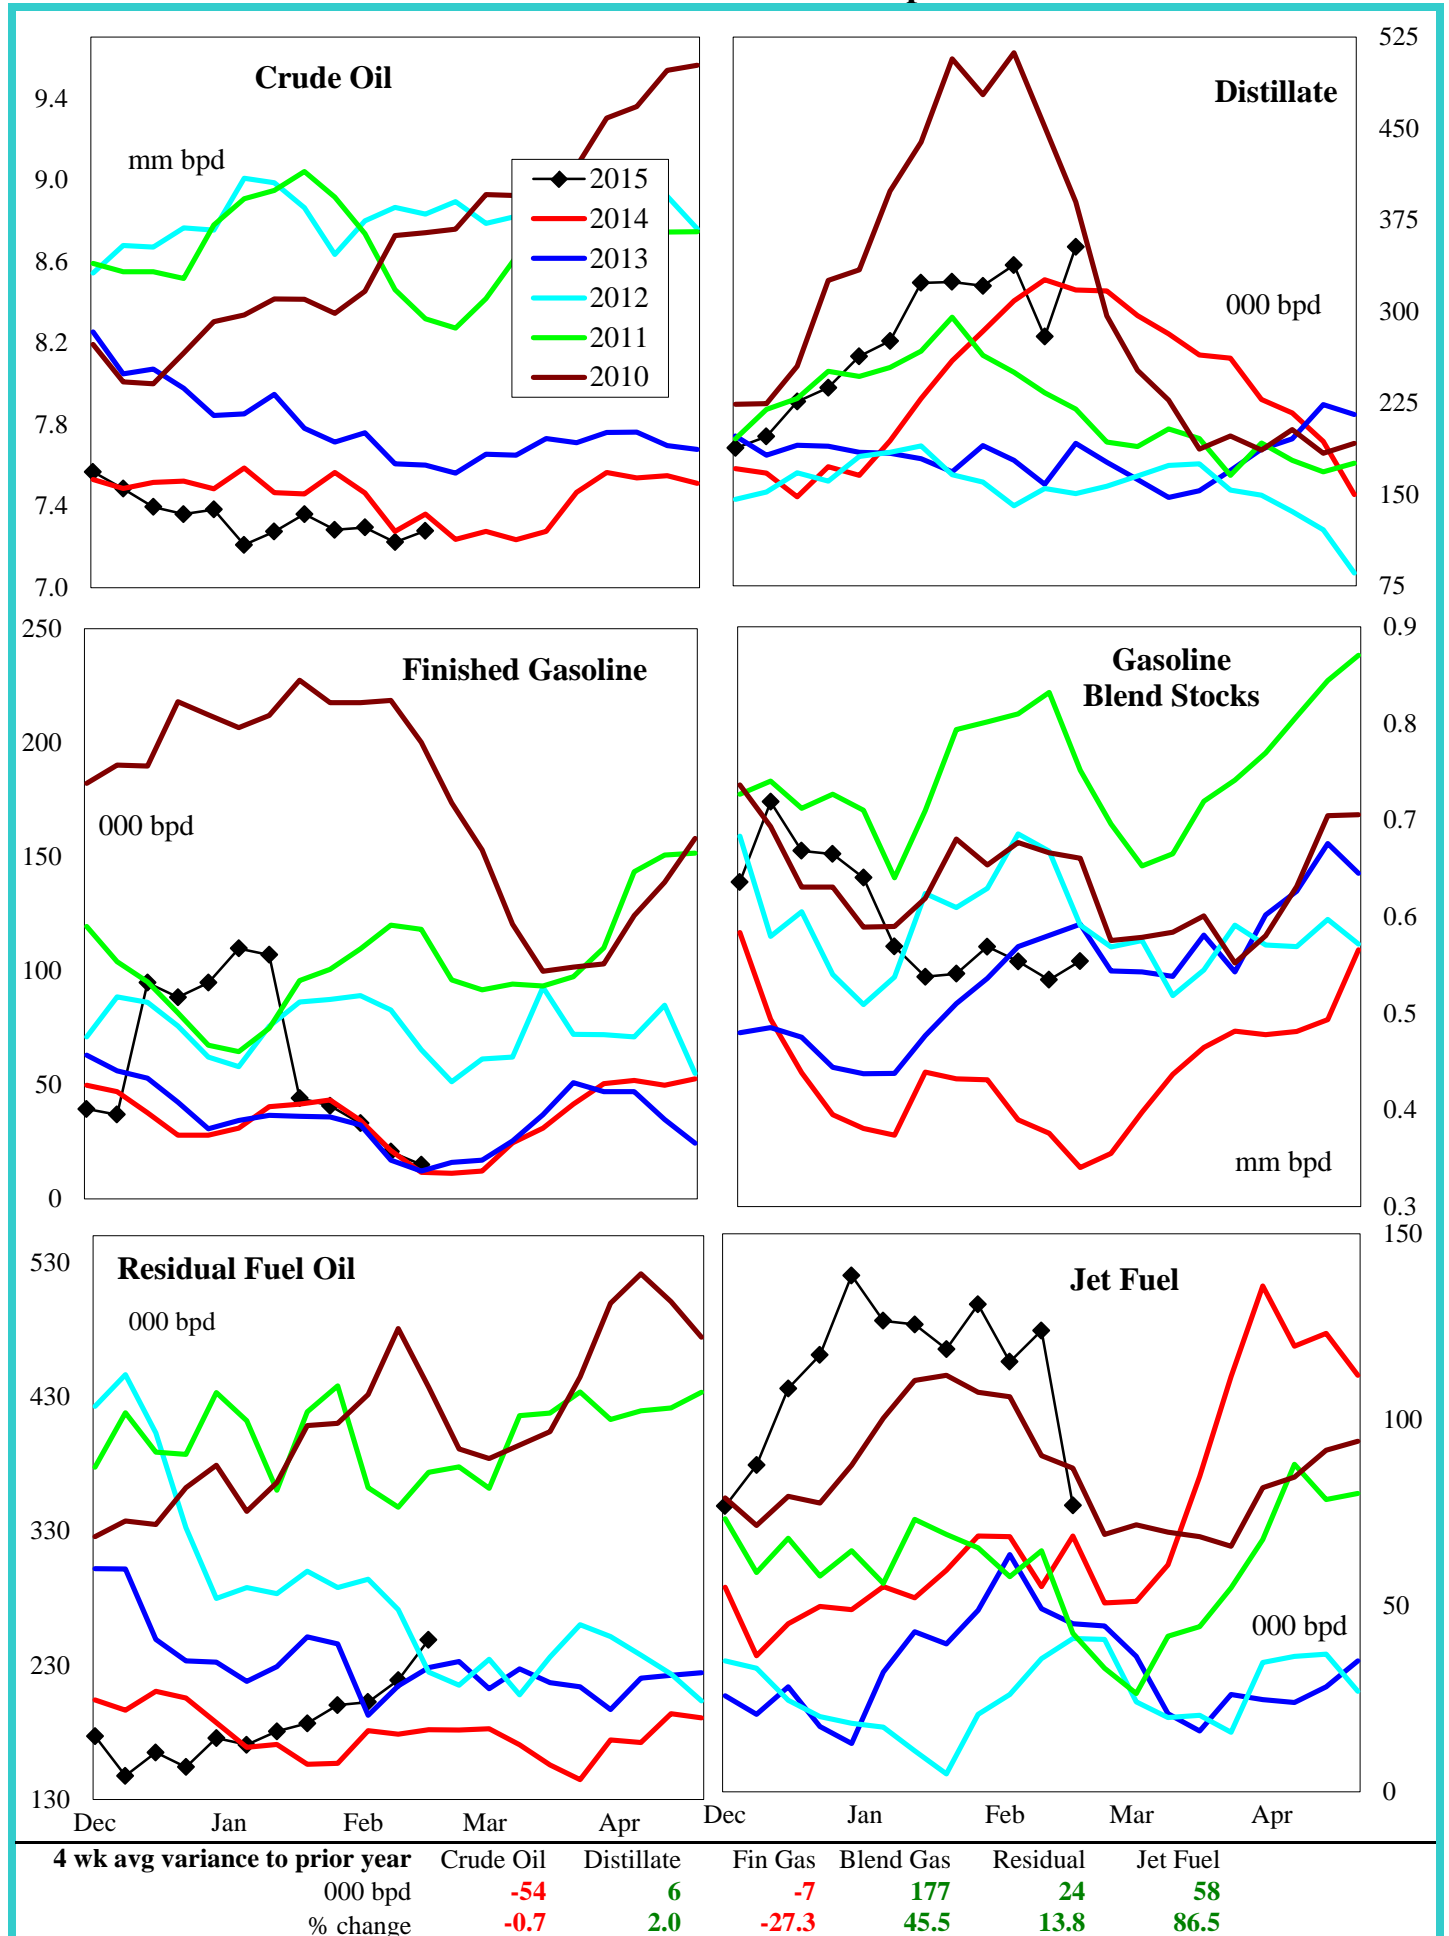 Crude Oil
mm bpd
9.4
9.0
8.6
8.2
7.8
7.4
7.0
2015
2014
2013
2012
2011
2010
Distillate
000 bpd
525
450
375
300
225
150
75
Finished Gasoline
000 bpd
250
200
150
100
50
0
Gasoline
Blend Stocks
mm bpd
0.9
0.8
0.7
0.6
0.5
0.4
0.3
Residual Fuel Oil
000 bpd
530
430
330
230
130
Dec Jan Feb Mar Apr
Jet Fuel
000 bpd
150
100
50
0
Dec Jan Feb Mar Apr
4 wk avg variance to prior year Crude Oil Distillate Fin Gas Blend Gas Residual Jet Fuel
000 bpd -54 6 -7 177 24 58
% change -0.7 2.0 -27.3 45.5 13.8 86.5